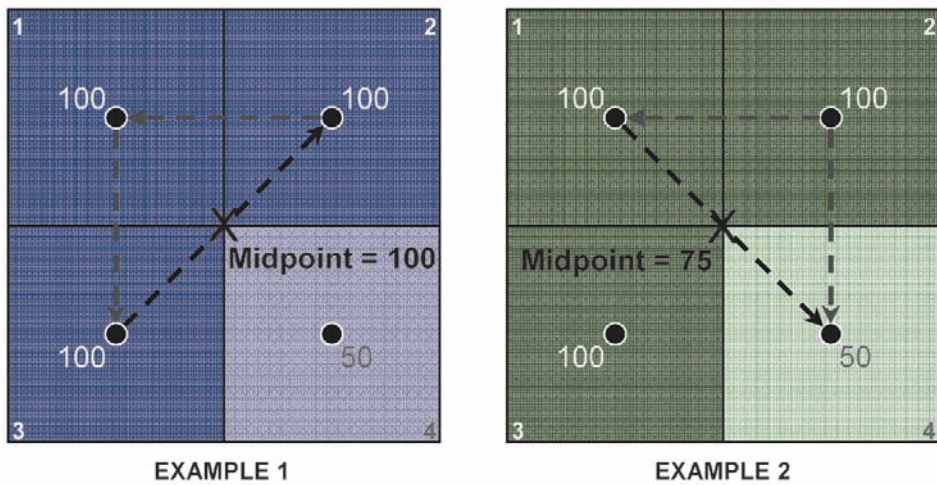 1 2
100 100
Midpoint = 100
100 50
3 4
EXAMPLE 1
1 2
100 100
Midpoint = 75
100 50
3 4
EXAMPLE 2